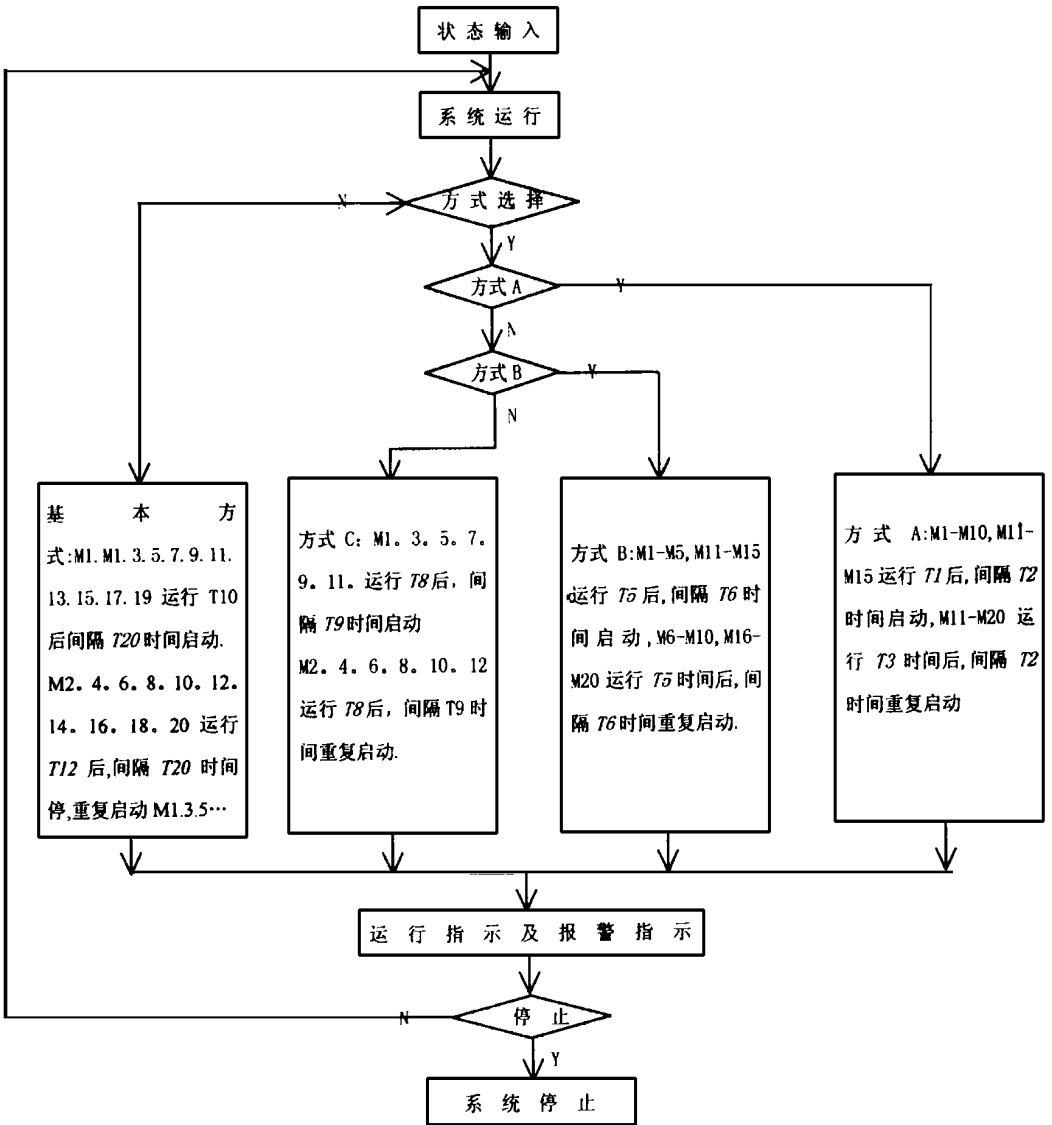 状态输入
系统运行
方式选择
N
Y
方式A
Y
N
方式B
Y
N
基本方
式:M1.M1.3.5.7.9.11.
13.15.17.19 运行 T10
后间隔 T20时间启动.
M2。4。6。8。10。12。
14。16。18。20 运行
T12 后,间隔 T20 时间
停,重复启动M1.3.5…
方式 C: M1。3。5。7。
9。11。运行 T8后，间
隔 T9时间启动
M2。4。6。8。10。12
运行 T8后，间隔T9时
间重复启动.
方式 B:M1-M5,M11-M15
运行 T5 后,间隔 T6 时
间启动,M6-M10,M16-
M20 运行 T5 时间后,间
隔 T6时间重复启动.
方式 A:M1-M10,M11-
M15运行 T1后,间隔 T2
时间启动,M11-M20 运
行 T3 时间后,间隔 T2
时间重复启动
运行指示及报警指示
停止
N
Y
系统停止